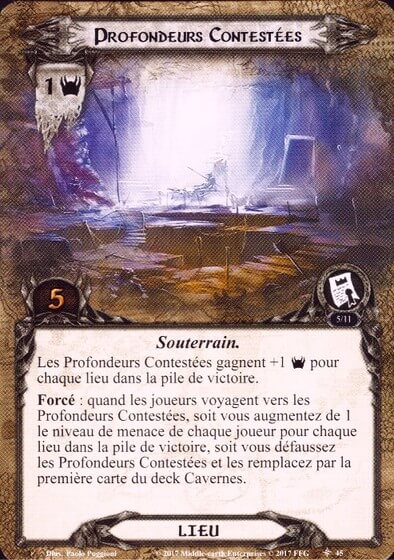 Profondeurs Contestées
1
5
5/11
Souterrain.
Les Profondeurs Contestées gagnent +1 pour
chaque lieu dans la pile de victoire.
Forcé : quand les joueurs voyagent vers les
Profondeurs Contestées, soit vous augmentez de 1
le niveau de menace de chaque joueur pour chaque
lieu dans la pile de victoire, soit vous défaussez
les Profondeurs Contestées et les remplacez par la
première carte du deck Cavernes.
LIEU
Illus. Paolo Puggioni © 2017 Middle-earth Enterprises © 2017 FFG 45